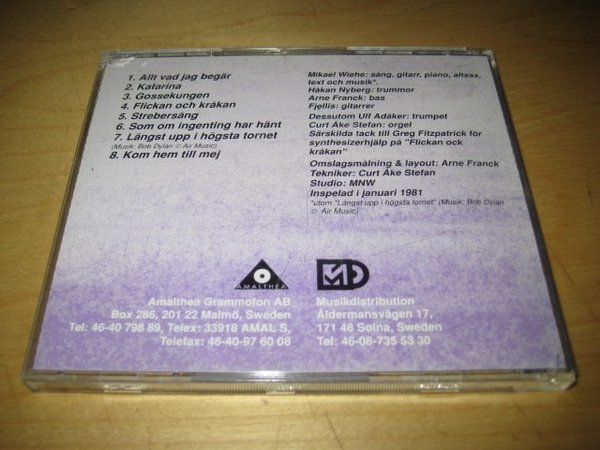 1. Allt vad jag begär
2. Katarina
3. Gossekungen
4. Flickan och kråkan
5. Strebersång
6. Som om ingenting har hänt
7. Längst upp i högsta tornet
(Musik: Bob Dylan © Air Music)
8. Kom hem till mej
Mikael Wiehe: sång, gitarr, piano, altsax,
text och musik*.
Håkan Nyberg: trummor
Arne Franck: bas
Fjellis: gitarrer
Dessutom Ulf Adåker: trumpet
Curt Åke Stefan: orgel
Särskilda tack till Greg Fitzpatrick för
synthesizerhjälp på "Flickan ock
kråkan"
Omslagsmålning & layout: Arne Franck
Tekniker: Curt Åke Stefan
Studio: MNW
Inspelad i januari 1981
*utom "Längst upp i högsta tornet" (Musik: Bob Dylan
© Air Music)
AMALTHEA
MD
Amalthea Grammofon AB
Box 286, 201 22 Malmö, Sweden
Tel: 46-40 798 89, Telex: 33918 AMAL S,
Telefax: 46-40-97 60 08
Musikdistribution
Åldermansvägen 17,
171 48 Solna, Sweden
Tel: 46-08-735 53 30